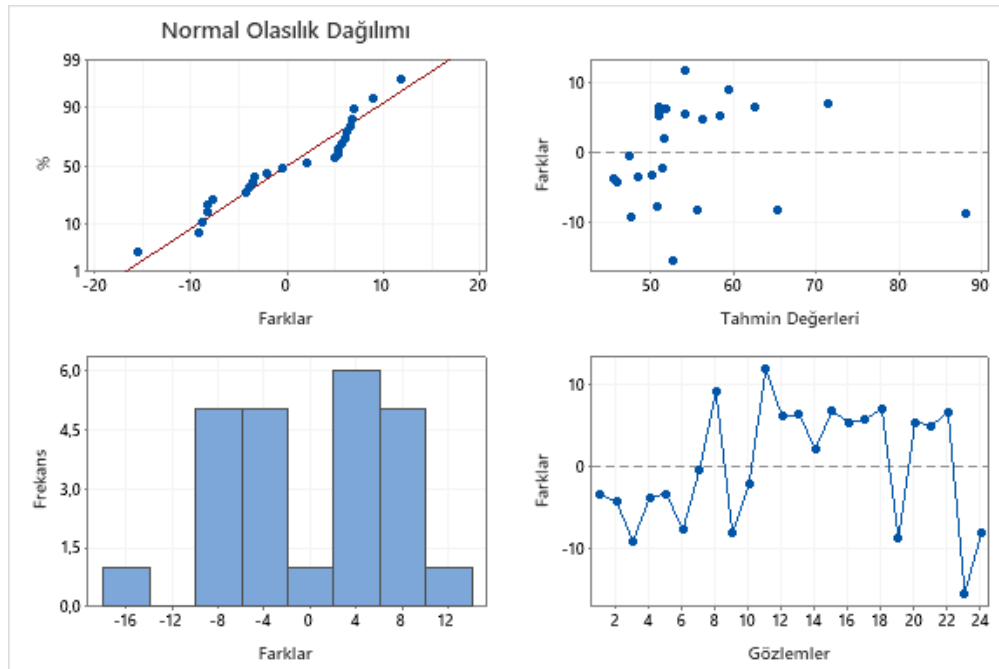 Normal Olasılık Dağılımı
99
90
50
10
1
%
-20 -10 0 10 20
Farklar
10
0
-10
Farklar
50 60 70 80 90
Tahmin Değerleri
6,0
4,5
3,0
1,5
0,0
Frekans
-16 -12 -8 -4 0 4 8 12
Farklar
10
0
-10
Farklar
2 4 6 8 10 12 14 16 18 20 22 24
Gözlemler